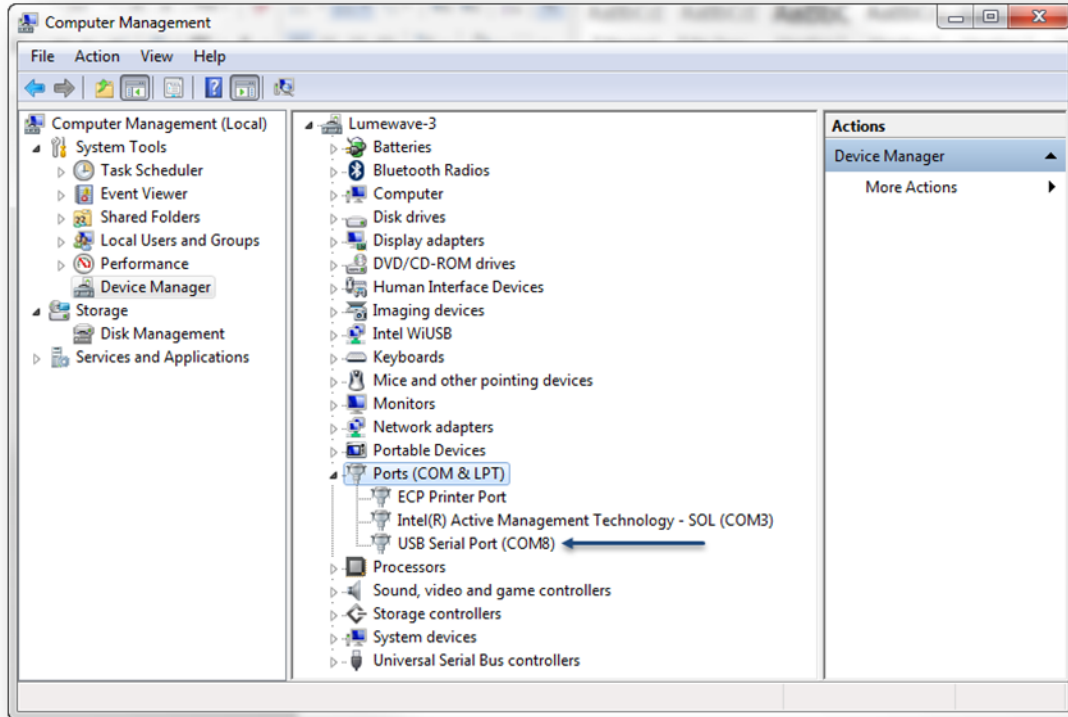 Computer Management
File Action View Help
Computer Management (Local)
System Tools
Task Scheduler
Event Viewer
Shared Folders
Local Users and Groups
Performance
Device Manager
Storage
Disk Management
Services and Applications
Lumewave-3
Batteries
Bluetooth Radios
Computer
Disk drives
Display adapters
DVD/CD-ROM drives
Human Interface Devices
Imaging devices
Intel WiUSB
Keyboards
Mice and other pointing devices
Monitors
Network adapters
Portable Devices
Ports (COM & LPT)
ECP Printer Port
Intel(R) Active Management Technology - SOL (COM3)
USB Serial Port (COM8)
Processors
Sound, video and game controllers
Storage controllers
System devices
Universal Serial Bus controllers
Actions
Device Manager
More Actions